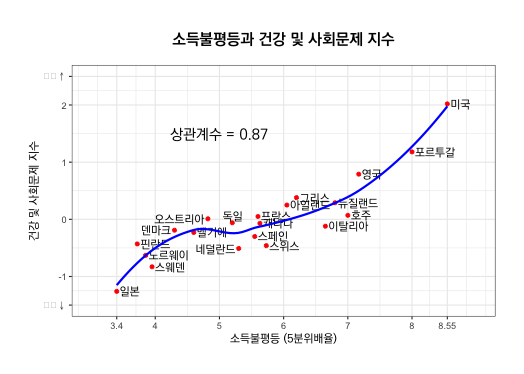 소득불평등과 건강 및 사회문제 지수
↑
2
1
0
-1
↓
건강 및 사회문제 지수
상관계수 = 0.87
미국
포르투갈
영국
그리스
아일랜드
뉴질랜드
호주
이탈리아
프랑스
캐나다
스페인
스위스
독일
오스트리아
벨기에
네덜란드
덴마크
핀란드
노르웨이
스웨덴
일본
3.4 4 5 6 7 8 8.55
소득불평등 (5분위배율)